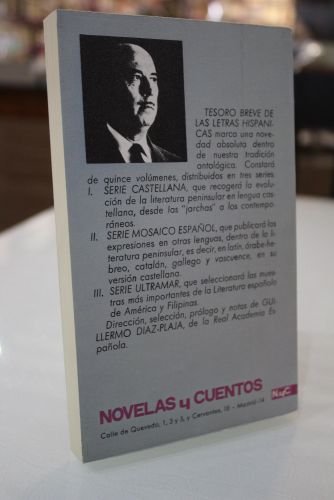 TESORO BREVE DE
LAS LETRAS HISPANI-
CAS marca una nove-
dad absoluta dentro
de nuestra tradición
antológica. Constará
de quince volúmenes, distribuidos en tres series.
I. SERIE CASTELLANA, que recogerá la evolu-
ción de la literatura peninsular en lengua cas-
tellana, desde las "jarchas" a los contempo-
ráneos.
II. SERIE MOSAICO ESPAÑOL, que publicará las
expresiones en otras lenguas, dentro de la li-
teratura peninsular, es decir, en latín, árabe-he-
breo, catalán, gallego y vascuence, en su
versión castellana.
III. SERIE ULTRAMAR, que seleccionará las mues-
tras más importantes de la Literatura española
de América y Filipinas.
Dirección, selección, prólogo y notas de GUI-
LLERMO DIAZ-PLAJA, de la Real Academia Es-
pañola.
NOVELAS y CUENTOS
NyC
Calle de Quevedo, 1, 3 y 5, y Cervantes, 18 - Madrid-14